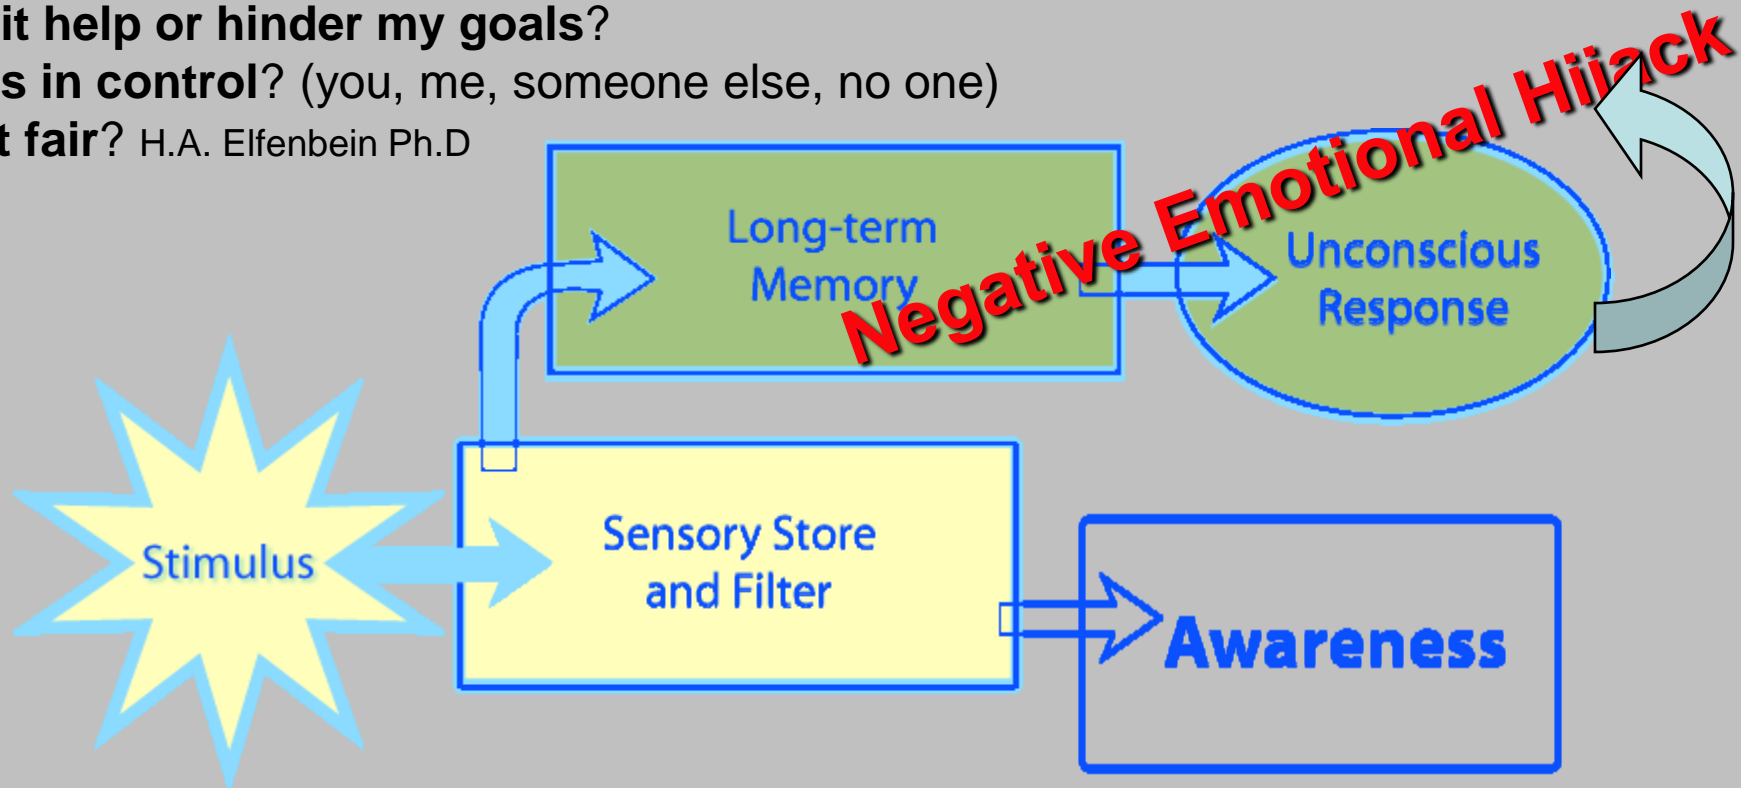 it help or hinder my goals?
s in control? (you, me, someone else, no one)
t fair? H.A. Elfenbein Ph.D
Negative Emotional Hijack
Long-term
Memory
Unconscious
Response
Stimulus
Sensory Store
and Filter
Awareness